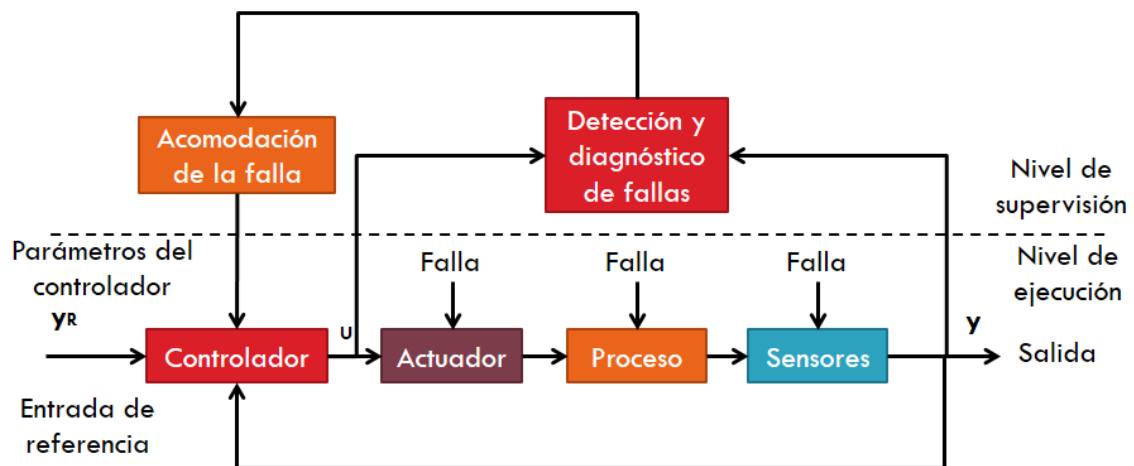 Acomodación
de la falla
Detección y
diagnóstico
de fallas
Nivel de
supervisión
Parámetros del
controlador
Falla
Falla
Falla
Nivel de
ejecución
yR
Controlador
u
Actuador
Proceso
Sensores
y
Salida
Entrada de
referencia